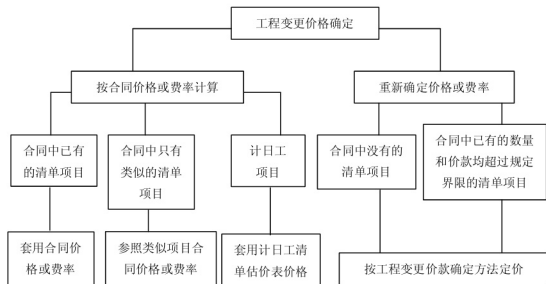 工程变更价格确定
按合同价格或费率计算
重新确定价格或费率
合同中已有
的清单项目
合同中只有
类似的清单
项目
计日工
项目
合同中没有的
清单项目
合同中已有的数量
和价款均超过规定
界限的清单项目
套用合同价
格或费率
参照类似项目合
同价格或费率
套用计日工清
单估价表价格
按工程变更价款确定方法定价